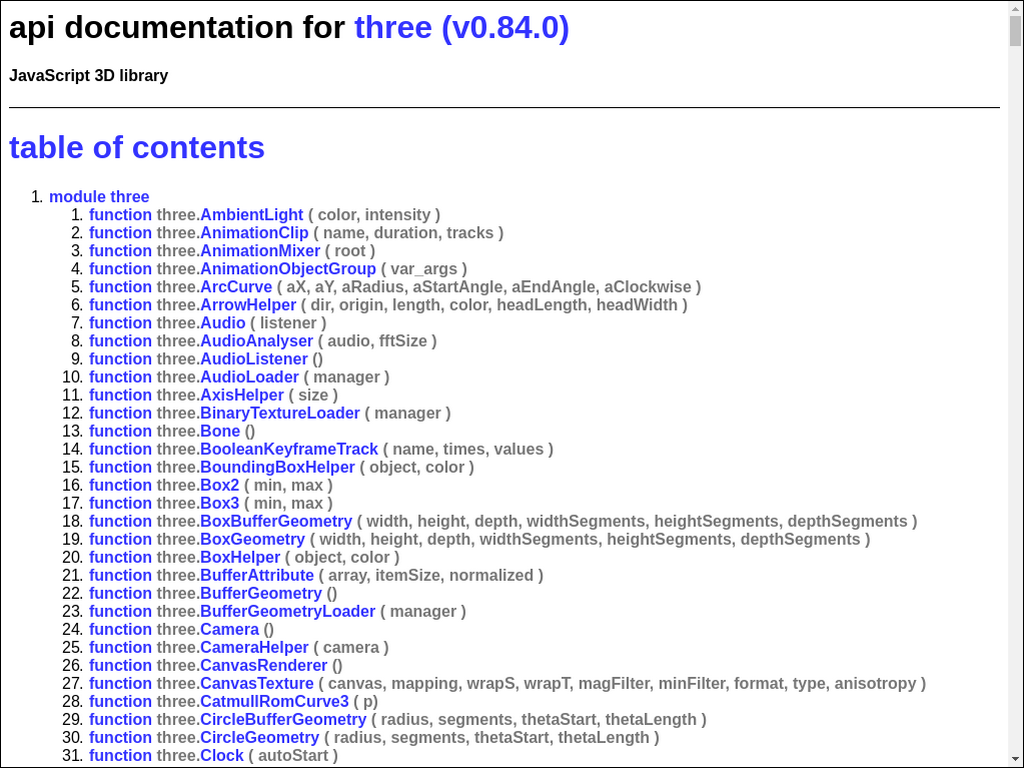 api documentation for three (v0.84.0)
JavaScript 3D library
table of contents
1. module three
1. function three.AmbientLight ( color, intensity )
2. function three.AnimationClip ( name, duration, tracks )
3. function three.AnimationMixer ( root )
4. function three.AnimationObjectGroup ( var_args )
5. function three.ArcCurve ( aX, aY, aRadius, aStartAngle, aEndAngle, aClockwise )
6. function three.ArrowHelper ( dir, origin, length, color, headLength, headWidth )
7. function three.Audio ( listener )
8. function three.AudioAnalyser ( audio, fftSize )
9. function three.AudioListener ()
10. function three.AudioLoader ( manager )
11. function three.AxisHelper ( size )
12. function three.BinaryTextureLoader ( manager )
13. function three.Bone ()
14. function three.BooleanKeyframeTrack ( name, times, values )
15. function three.BoundingBoxHelper ( object, color )
16. function three.Box2 ( min, max )
17. function three.Box3 ( min, max )
18. function three.BoxBufferGeometry ( width, height, depth, widthSegments, heightSegments, depthSegments )
19. function three.BoxGeometry ( width, height, depth, widthSegments, heightSegments, depthSegments )
20. function three.BoxHelper ( object, color )
21. function three.BufferAttribute ( array, itemSize, normalized )
22. function three.BufferGeometry ()
23. function three.BufferGeometryLoader ( manager )
24. function three.Camera ()
25. function three.CameraHelper ( camera )
26. function three.CanvasRenderer ()
27. function three.CanvasTexture ( canvas, mapping, wrapS, wrapT, magFilter, minFilter, format, type, anisotropy )
28. function three.CatmullRomCurve3 ( p)
29. function three.CircleBufferGeometry ( radius, segments, thetaStart, thetaLength )
30. function three.CircleGeometry ( radius, segments, thetaStart, thetaLength )
31. function three.Clock ( autoStart )